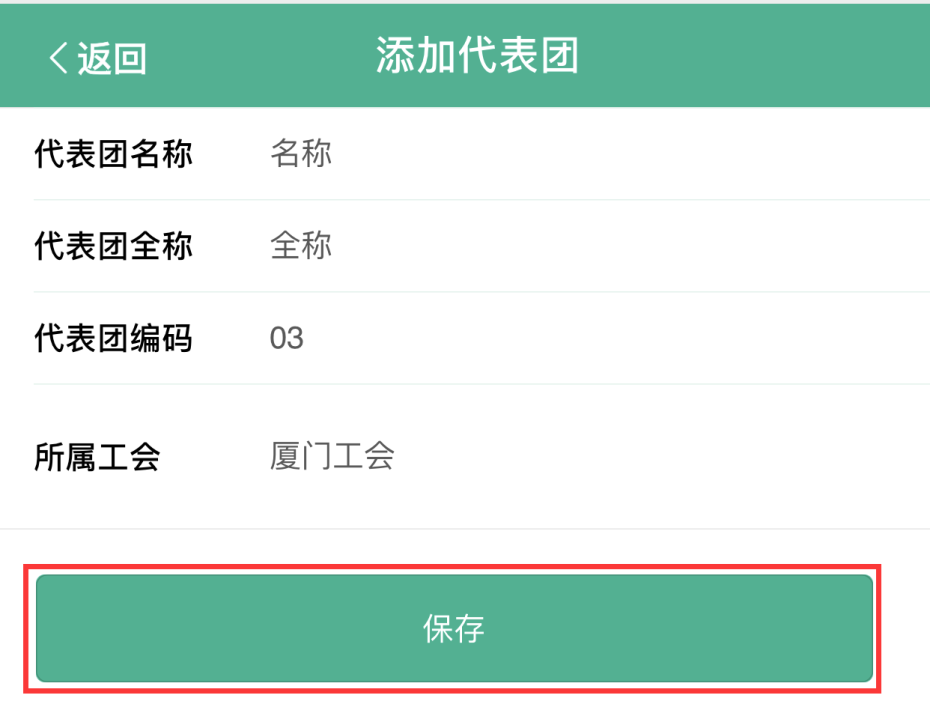 返回 添加代表团
代表团名称 名称
代表团全称 全称
代表团编码 03
所属工会 厦门工会
保存